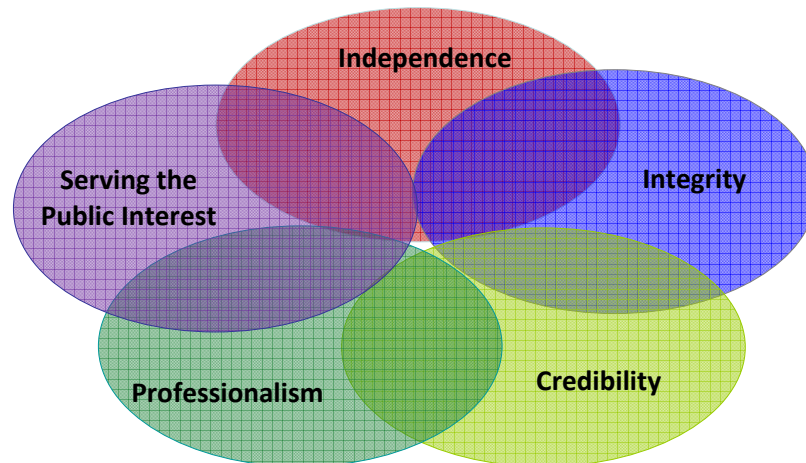 Independence
Integrity
Serving the
Public Interest
Credibility
Professionalism